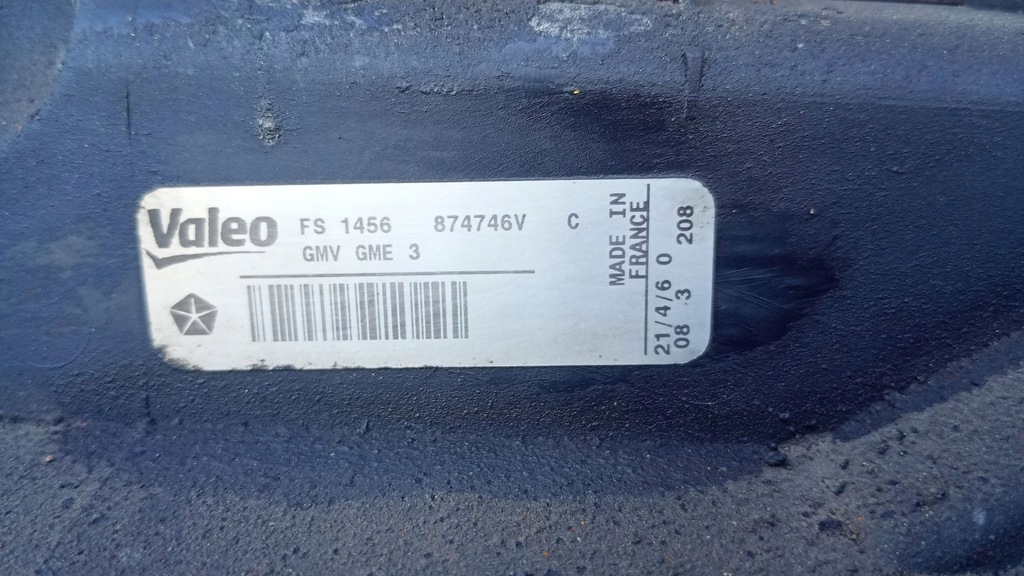 Valeo FS 1456 874746V C
GMV GME 3
MADE IN
FRANCE
21/4/6 0 208
08 .3